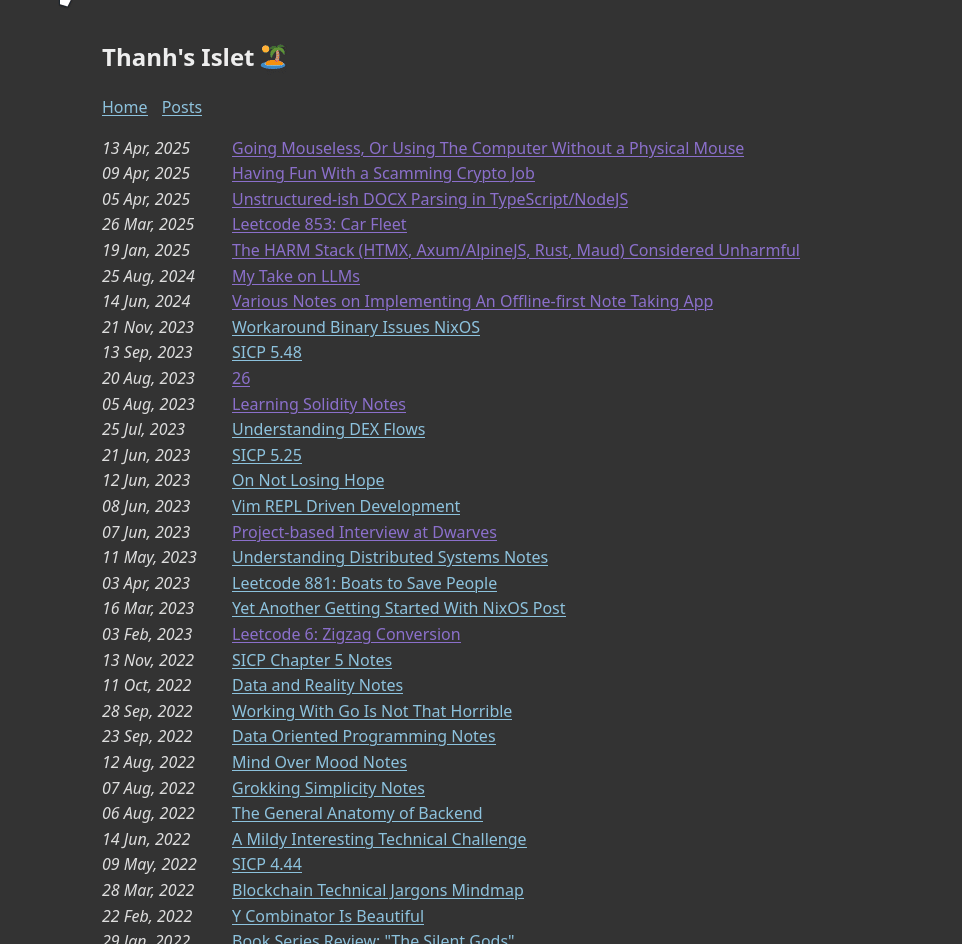 Thanh's Islet 🏝️
Home Posts
13 Apr, 2025 Going Mouseless, Or Using The Computer Without a Physical Mouse
09 Apr, 2025 Having Fun With a Scamming Crypto Job
05 Apr, 2025 Unstructured-ish DOCX Parsing in TypeScript/NodeJS
26 Mar, 2025 Leetcode 853: Car Fleet
19 Jan, 2025 The HARM Stack (HTMX, Axum/AlpineJS, Rust, Maud) Considered Unharmful
25 Aug, 2024 My Take on LLMs
14 Jun, 2024 Various Notes on Implementing An Offline-first Note Taking App
21 Nov, 2023 Workaround Binary Issues NixOS
13 Sep, 2023 SICP 5.48
20 Aug, 2023 26
05 Aug, 2023 Learning Solidity Notes
25 Jul, 2023 Understanding DEX Flows
21 Jun, 2023 SICP 5.25
12 Jun, 2023 On Not Losing Hope
08 Jun, 2023 Vim REPL Driven Development
07 Jun, 2023 Project-based Interview at Dwarves
11 May, 2023 Understanding Distributed Systems Notes
03 Apr, 2023 Leetcode 881: Boats to Save People
16 Mar, 2023 Yet Another Getting Started With NixOS Post
03 Feb, 2023 Leetcode 6: Zigzag Conversion
13 Nov, 2022 SICP Chapter 5 Notes
11 Oct, 2022 Data and Reality Notes
28 Sep, 2022 Working With Go Is Not That Horrible
23 Sep, 2022 Data Oriented Programming Notes
12 Aug, 2022 Mind Over Mood Notes
07 Aug, 2022 Grokking Simplicity Notes
06 Aug, 2022 The General Anatomy of Backend
14 Jun, 2022 A Mildy Interesting Technical Challenge
09 May, 2022 SICP 4.44
28 Mar, 2022 Blockchain Technical Jargons Mindmap
22 Feb, 2022 Y Combinator Is Beautiful
29 Jan, 2022 Book Series Review: "The Silent Gods"